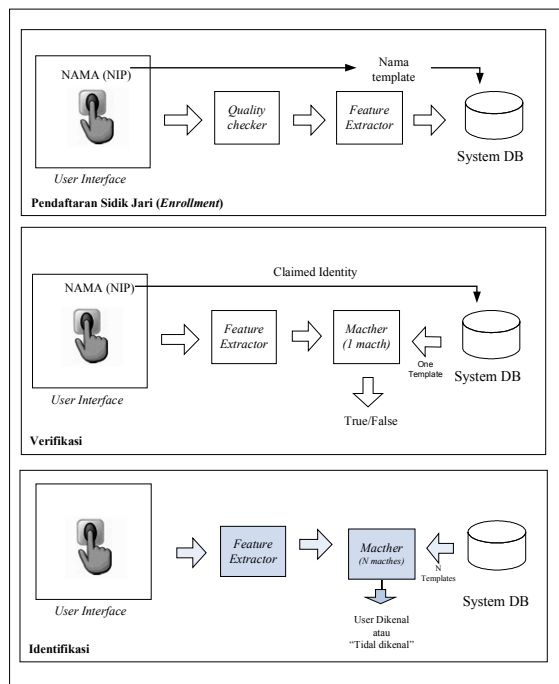 NAMA (NIP)
Nama
template
Quality
checker
Feature
Extractor
System DB
User Interface
Pendaftaran Sidik Jari (Enrollment)
NAMA (NIP)
Claimed Identity
Feature
Extractor
Macther
(1 macth)
One
Template
System DB
User Interface
True/False
Verifikasi
Feature
Extractor
Macther
(N macthes)
N
Templates
System DB
User Interface
User Dikenal
atau
“Tidal dikenal”
Identifikasi